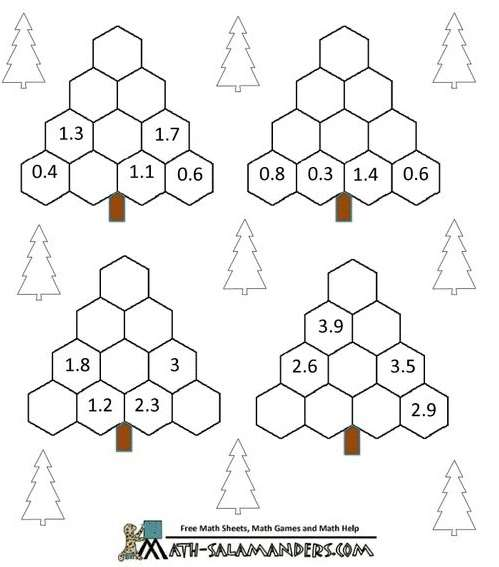 1.3 1.7
0.4 1.1 0.6
0.8 0.3 1.4 0.6
1.8 3
1.2 2.3
3.9
2.6 3.5
2.9
Free Math Sheets, Math Games and Math Help
MATH-SALAMANDERS.COM